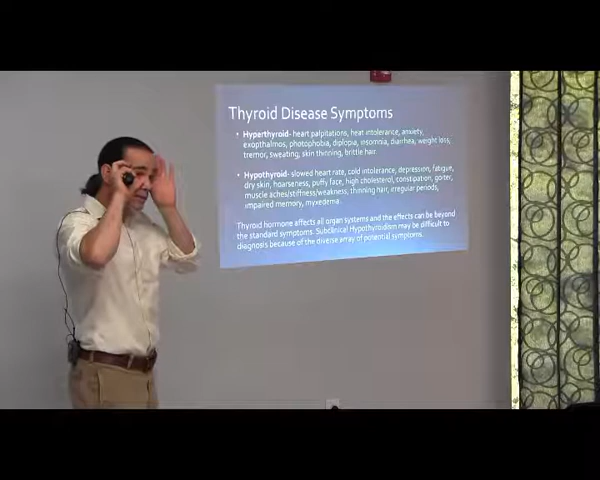 Thyroid Disease Symptoms
• Hyperthyroid- heart palpitations, heat intolerance, anxiety,
exopthalmos, photophobia, diplopia, insomnia, diarrhea, weight loss,
tremor, sweating, skin thinning, brittle hair.
• Hypothyroid- slowed heart rate, cold intolerance, depression, fatigue,
dry skin, hoarseness, puffy face, high cholesterol, constipation, goiter,
muscle aches/stiffness/weakness, thinning hair, irregular periods,
impaired memory, myxedema.
Thyroid hormone affects all organ systems and the effects can be beyond
the standard symptoms. Subclinical Hypothyroidism may be difficult to
diagnosis because of the diverse array of potential symptoms.